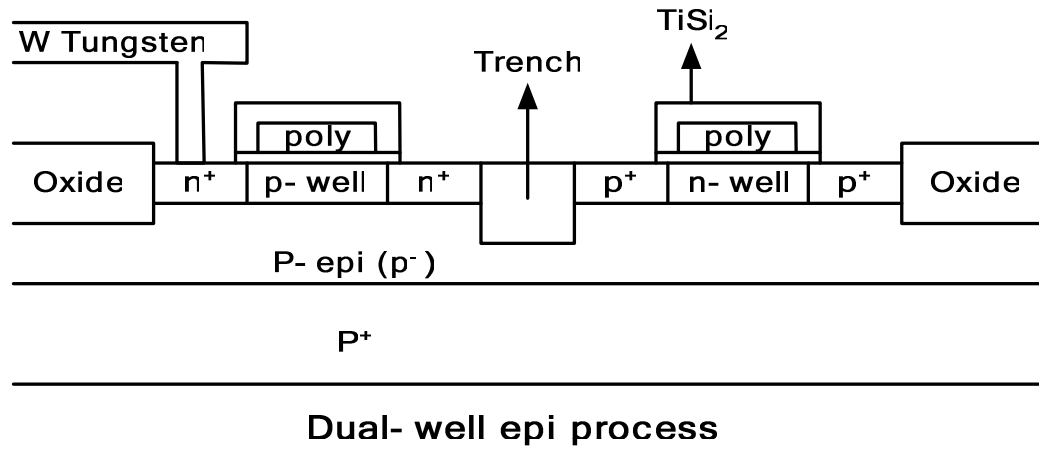 TiSi₂
W Tungsten
Trench
poly
poly
Oxide
n⁺
p- well
n⁺
p⁺
n- well
p⁺
Oxide
P- epi (p⁻)
P⁺
Dual- well epi process